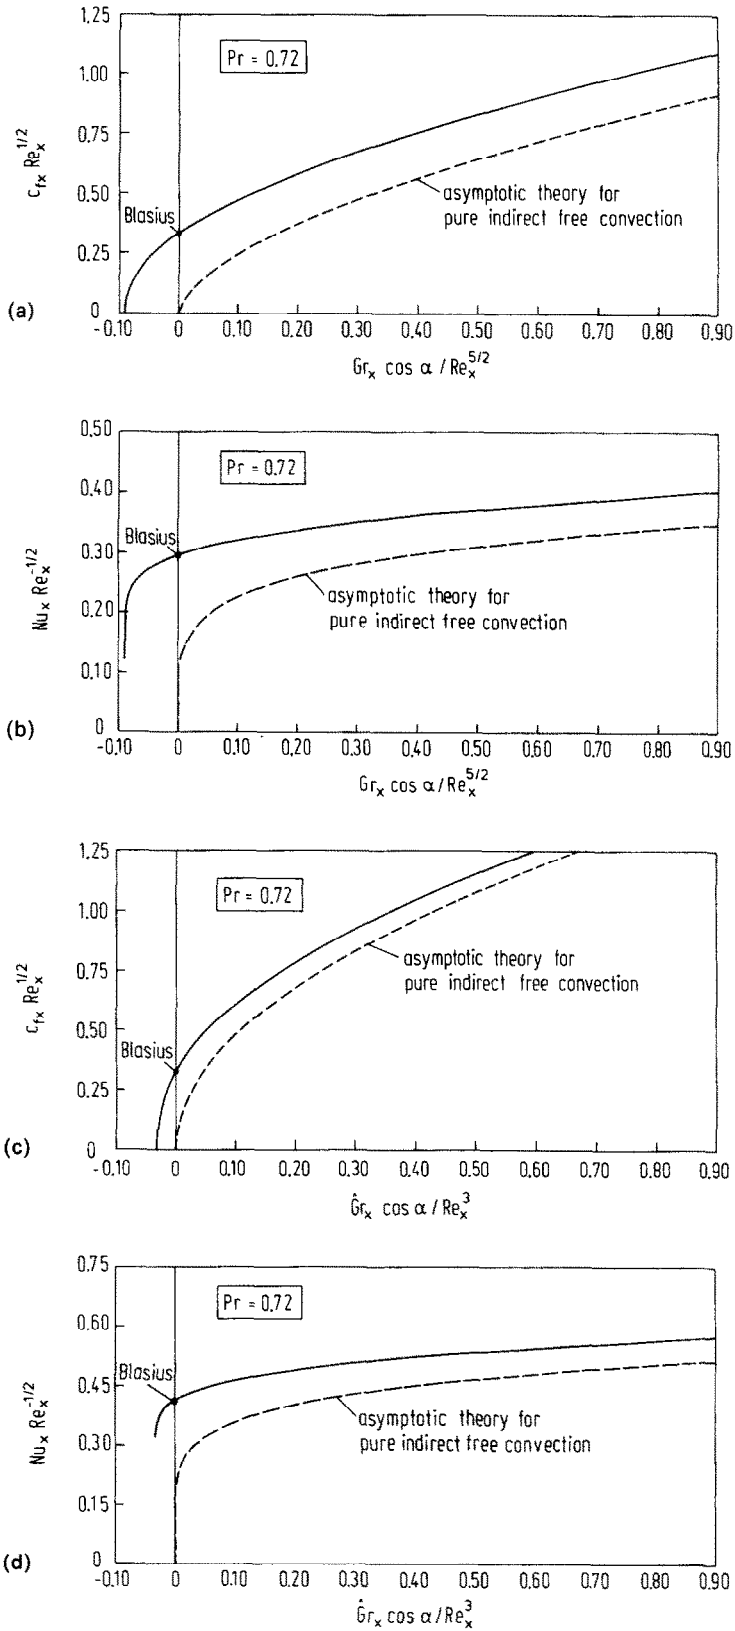 1.25
1.00
0.75
0.50
0.25
0
c_fx Re_x^1/2
Pr = 0.72
Blasius
asymptotic theory for
pure indirect free convection
(a)
-0.10 0 0.10 0.20 0.30 0.40 0.50 0.60 0.70 0.80 0.90
Gr_x cos α / Re_x^5/2
0.50
0.40
0.30
0.20
0.10
0
Nu_x Re_x^-1/2
Pr = 0.72
Blasius
asymptotic theory for
pure indirect free convection
(b)
-0.10 0 0.10 0.20 0.30 0.40 0.50 0.60 0.70 0.80 0.90
Gr_x cos α / Re_x^5/2
1.25
1.00
0.75
0.50
0.25
0
c_fx Re_x^1/2
Pr = 0.72
Blasius
asymptotic theory for
pure indirect free convection
(c)
-0.10 0 0.10 0.20 0.30 0.40 0.50 0.60 0.70 0.80 0.90
Ĝr_x cos α / Re_x^3
0.75
0.60
0.45
0.30
0.15
0
Nu_x Re_x^-1/2
Pr = 0.72
Blasius
asymptotic theory for
pure indirect free convection
(d)
-0.10 0 0.10 0.20 0.30 0.40 0.50 0.60 0.70 0.80 0.90
Ĝr_x cos α / Re_x^3